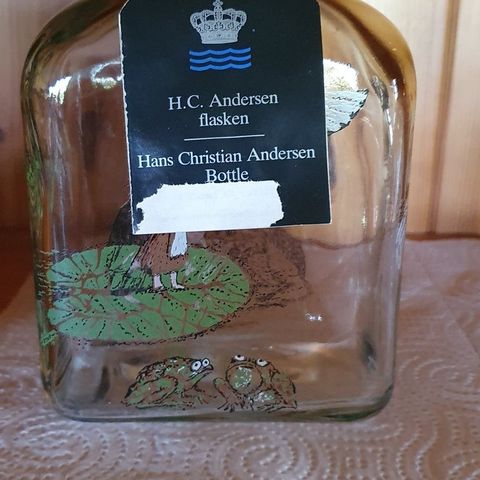 H.C. Andersen
flasken
Hans Christian Andersen
Bottle